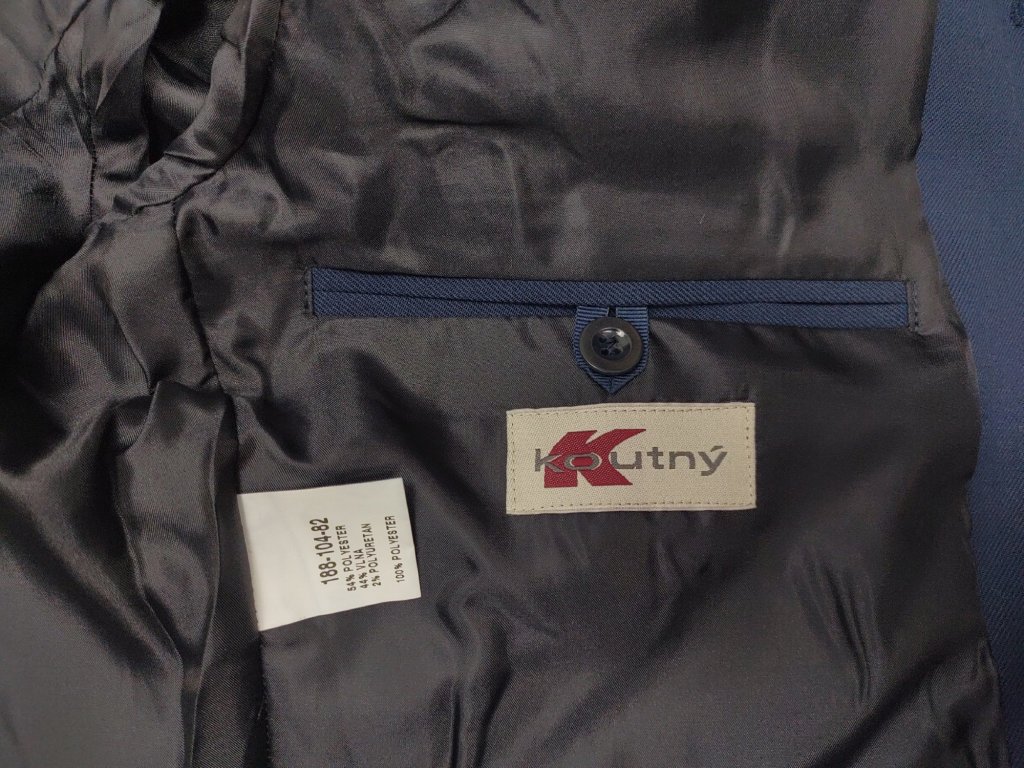 Koutný
188-104-82
54% POLYESTER
44% VLNA
2% POLYURETAN
100% POLYESTER